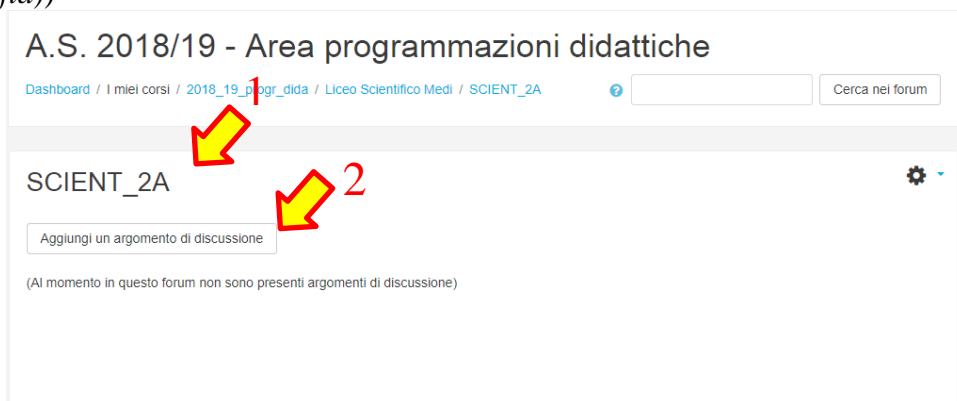 fia))
A.S. 2018/19 - Area programmazioni didattiche
Dashboard / I miei corsi / 2018_19_progr_dida / Liceo Scientifico Medi / SCIENT_2A
Cerca nei forum
1
SCIENT_2A
2
Aggiungi un argomento di discussione
(Al momento in questo forum non sono presenti argomenti di discussione)